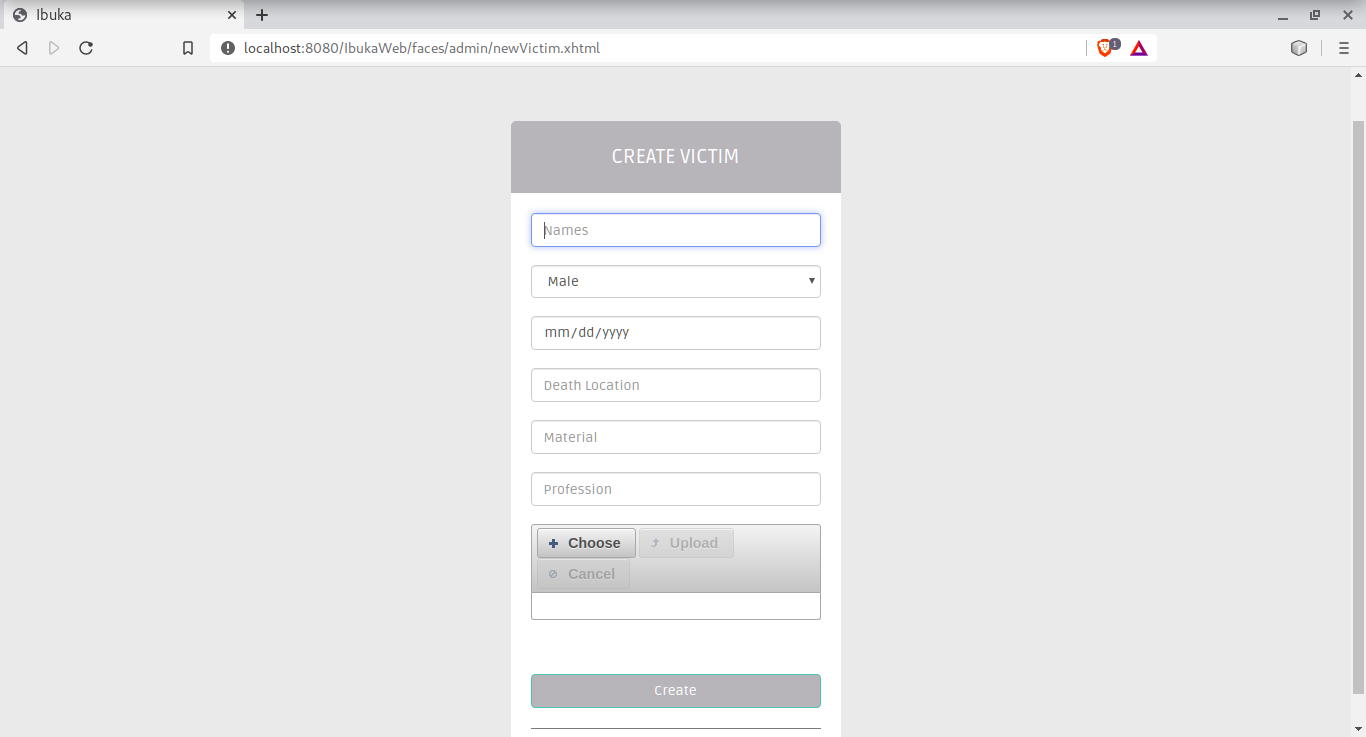 Ibuka
localhost:8080/IbukaWeb/faces/admin/newVictim.xhtml
1
CREATE VICTIM
Names
Male
mm/dd/yyyy
Death Location
Material
Profession
Choose Upload
Cancel
Create